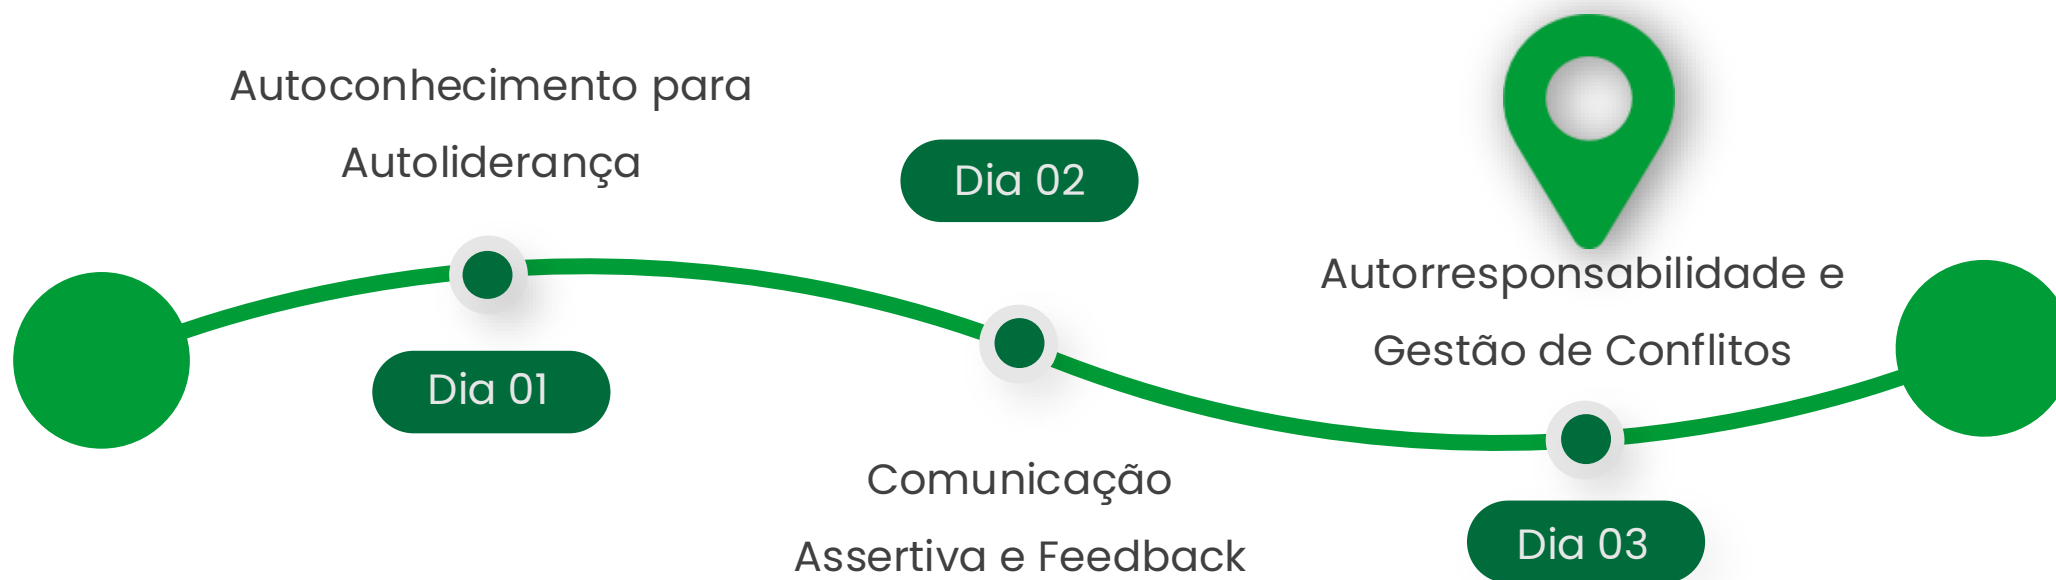 Autoconhecimento para
Autoliderança
Dia 01
Dia 02
Comunicação
Assertiva e Feedback
Autorresponsabilidade e
Gestão de Conflitos
Dia 03